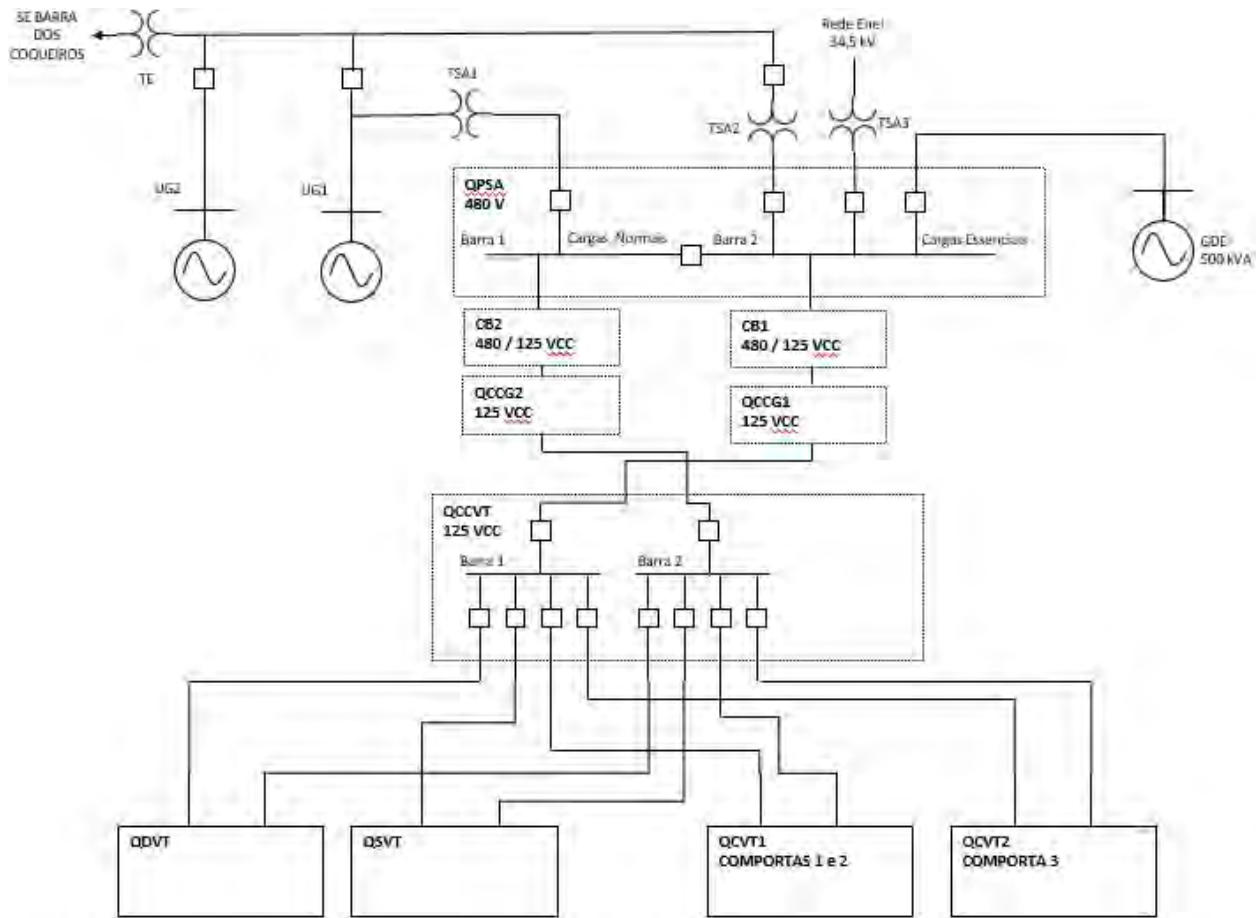 SE BARRA
DOS
COQUEIROS
TE
TSA1
Rede Enel
34,5 kV
TSA2
TSA3
UG2
UG1
QPSA
480 V
Barra 1
Cargas Normais
Barra 2
Cargas Essenciais
GDE
500 kVA
CB2
480 / 125 VCC
CB1
480 / 125 VCC
QCCG2
125 VCC
QCCG1
125 VCC
QCCVT
125 VCC
Barra 1
Barra 2
QDVT
QSVT
QCVT1
COMPORTAS 1 e 2
QCVT2
COMPORTA 3